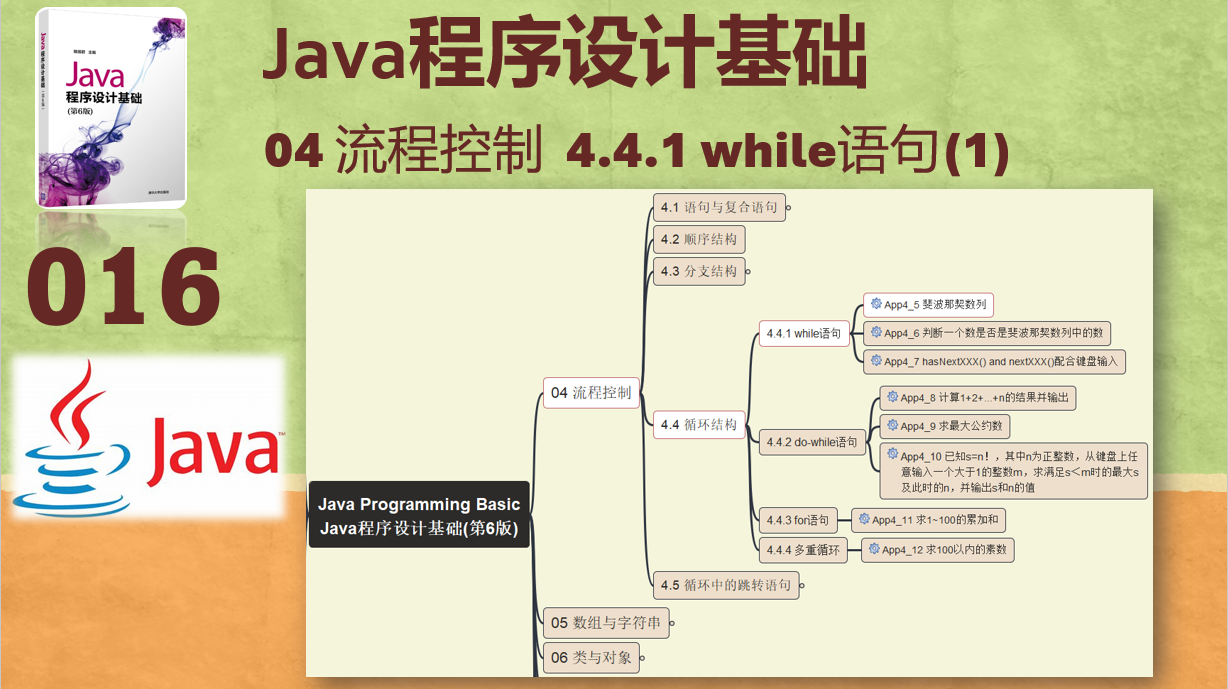 Java程序设计基础
04 流程控制 4.4.1 while语句(1)
Java
程序设计基础
(第6版)
016
Java
Java Programming Basic
Java程序设计基础(第6版)
04 流程控制
4.1 语句与复合语句
4.2 顺序结构
4.3 分支结构
4.4 循环结构
4.4.1 while语句
App4_5 斐波那契数列
App4_6 判断一个数是否是斐波那契数列中的数
App4_7 hasNextXXX() and nextXXX()配合键盘输入
4.4.2 do-while语句
App4_8 计算1+2+...+n的结果并输出
App4_9 求最大公约数
App4_10 已知s=n！，其中n为正整数，从键盘上任
意输入一个大于1的整数m，求满足s＜m时的最大s
及此时的n，并输出s和n的值
4.4.3 for语句
App4_11 求1~100的累加和
4.4.4 多重循环
App4_12 求100以内的素数
4.5 循环中的跳转语句
05 数组与字符串
06 类与对象